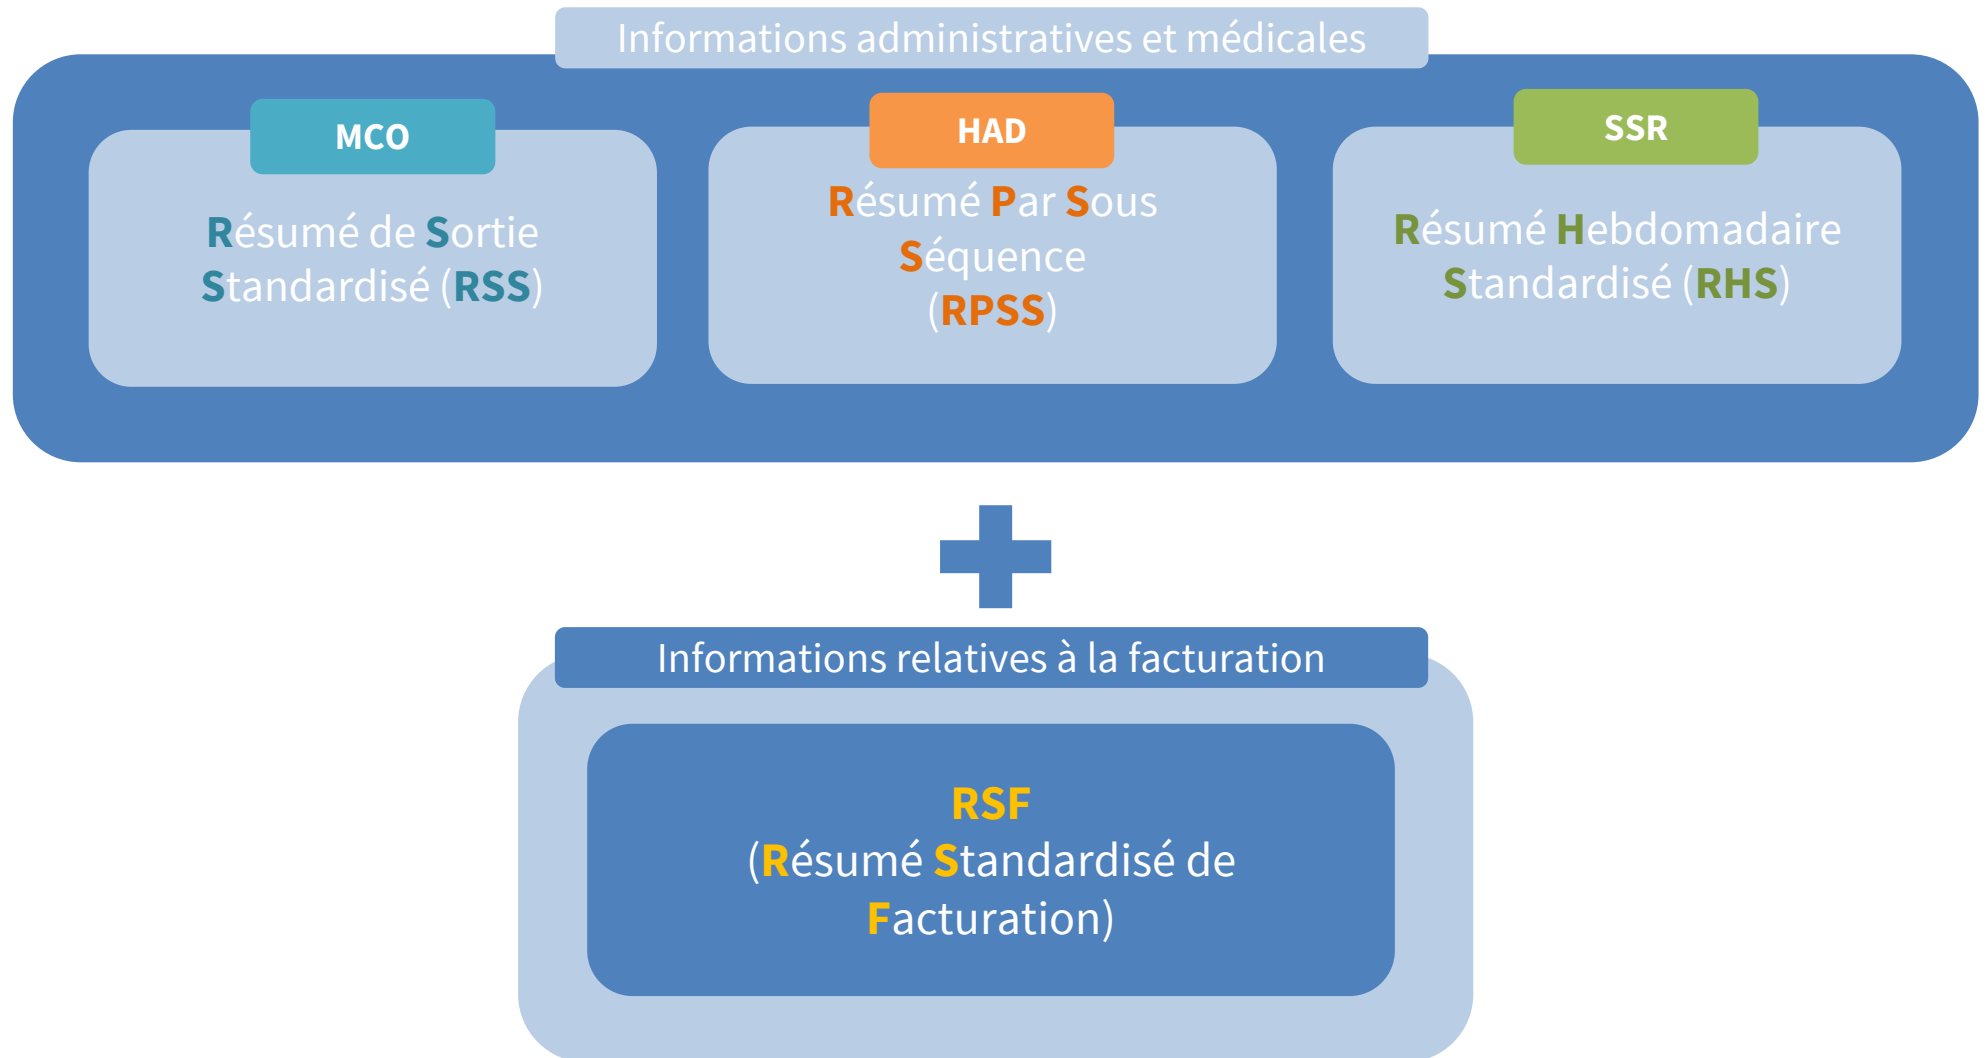 Informations administratives et médicales
MCO
Résumé de Sortie
Standardisé (RSS)
HAD
Résumé Par Sous
Séquence
(RPSS)
SSR
Résumé Hebdomadaire
Standardisé (RHS)
Informations relatives à la facturation
RSF
(Résumé Standardisé de
Facturation)